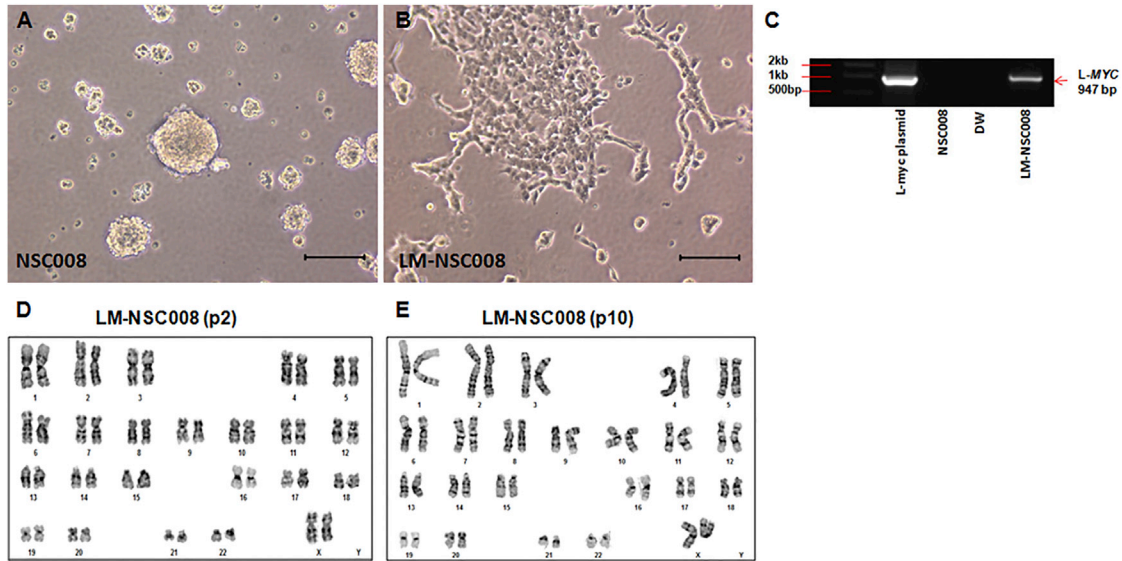 A
NSC008
B
LM-NSC008
C
2kb
1kb
500bp
L-MYC
947 bp
L-myc plasmid
NSC008
DW
LM-NSC008
D
LM-NSC008 (p2)
1 2 3 4 5
6 7 8 9 10 11 12
13 14 15 16 17 18
19 20 21 22 X Y
E
LM-NSC008 (p10)
1 2 3 4 5
6 7 8 9 10 11 12
13 14 15 16 17 18
19 20 21 22 X Y